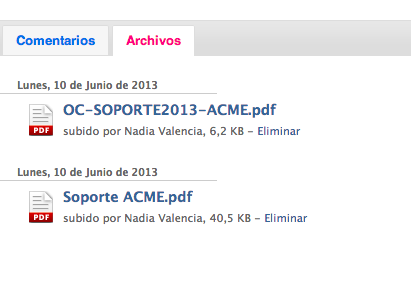 Comentarios Archivos
Lunes, 10 de Junio de 2013
OC-SOPORTE2013-ACME.pdf
PDF
subido por Nadia Valencia, 6,2 KB - Eliminar
Lunes, 10 de Junio de 2013
Soporte ACME.pdf
PDF
subido por Nadia Valencia, 40,5 KB - Eliminar